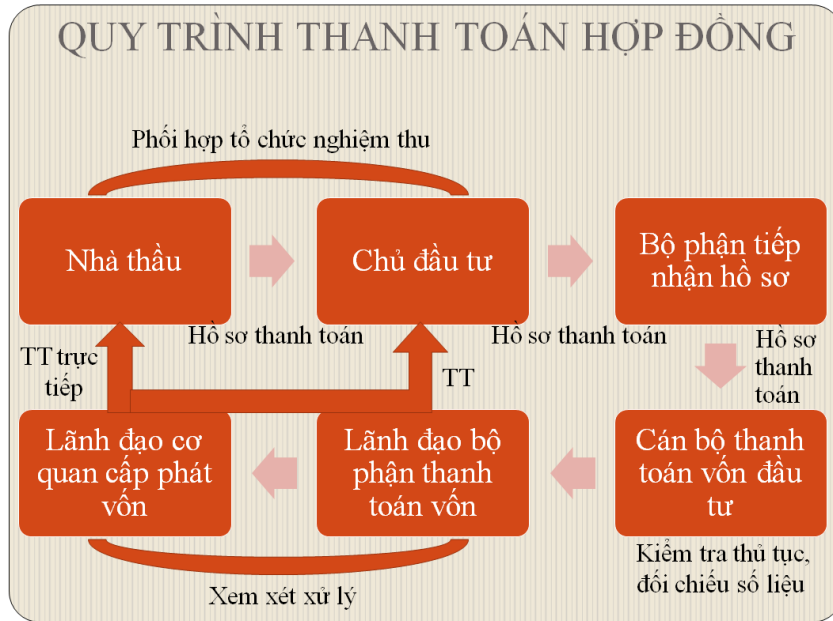 QUY TRÌNH THANH TOÁN HỢP ĐỒNG
Phối hợp tổ chức nghiệm thu
Nhà thầu
Chủ đầu tư
Bộ phận tiếp
nhận hồ sơ
Hồ sơ thanh toán
Hồ sơ thanh toán
Hồ sơ
thanh
toán
TT trực
tiếp
TT
Lãnh đạo cơ
quan cấp phát
vốn
Lãnh đạo bộ
phận thanh
toán vốn
Cán bộ thanh
toán vốn đầu
tư
Kiểm tra thủ tục,
đối chiếu số liệu
Xem xét xử lý